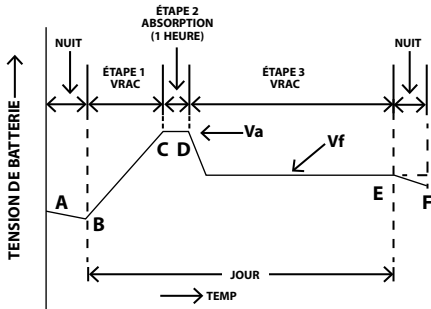 TENSION DE BATTERIE
NUIT
ÉTAPE 1
VRAC
ÉTAPE 2
ABSORPTION
(1 HEURE)
ÉTAPE 3
VRAC
NUIT
A
B
C
D
Va
Vf
E
F
JOUR
TEMP